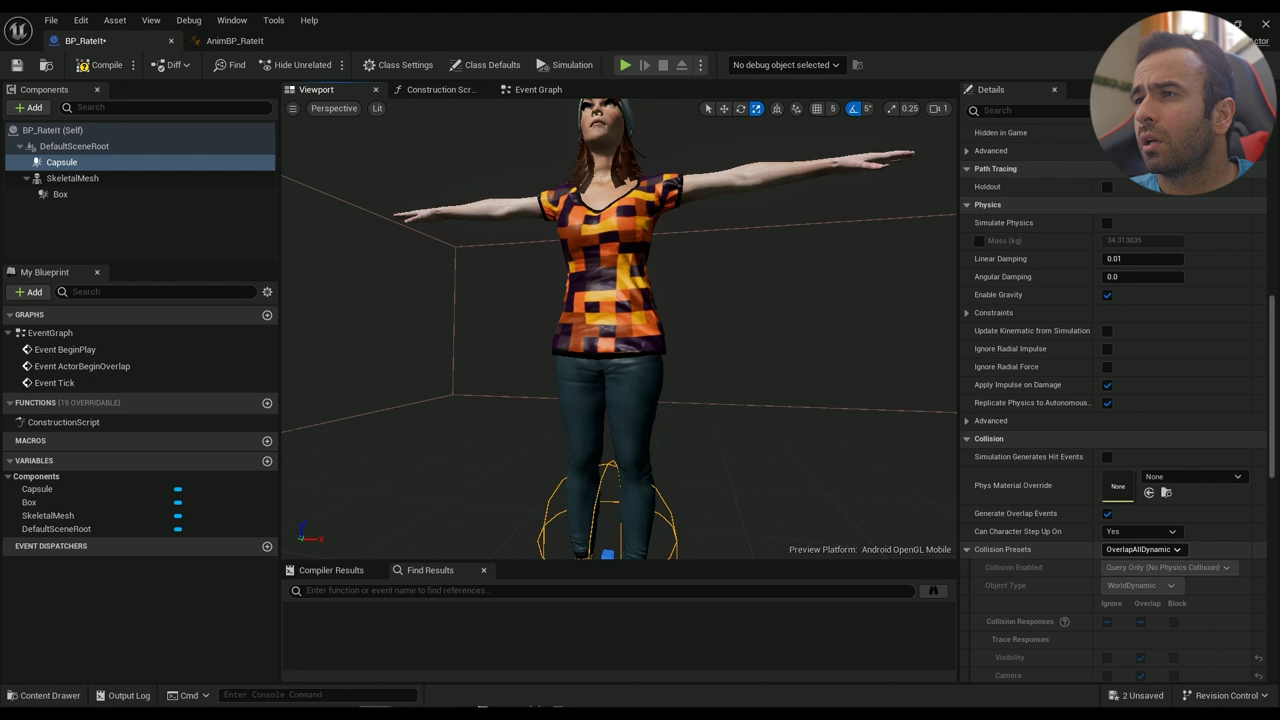 File Edit Asset View Debug Window Tools Help
BP_RateIt• AnimBP_RateIt
Compile Diff Find Hide Unrelated Class Settings Class Defaults Simulation No debug object selected
Components Viewport Construction Scr... Event Graph Details
Add Search Perspective Lit 5 5° 0.25 1 Search
BP_RateIt (Self)
DefaultSceneRoot
Capsule
SkeletalMesh
Box
My Blueprint
Add Search
GRAPHS
EventGraph
Event BeginPlay
Event ActorBeginOverlap
Event Tick
FUNCTIONS (19 OVERRIDABLE)
ConstructionScript
MACROS
VARIABLES
Components
Capsule
Box
SkeletalMesh
DefaultSceneRoot
EVENT DISPATCHERS
Preview Platform: Android OpenGL Mobile
Compiler Results Find Results
Enter function or event name to find references...
Hidden in Game
Advanced
Path Tracing
Holdout
Physics
Simulate Physics
Mass (kg) 34.313835
Linear Damping 0.01
Angular Damping 0.0
Enable Gravity
Constraints
Update Kinematic from Simulation
Ignore Radial Impulse
Ignore Radial Force
Apply Impulse on Damage
Replicate Physics to Autonomous...
Advanced
Collision
Simulation Generates Hit Events
Phys Material Override None None
Generate Overlap Events
Can Character Step Up On Yes
Collision Presets OverlapAllDynamic
Collision Enabled Query Only (No Physics Collision)
Object Type WorldDynamic
Ignore Overlap Block
Collision Responses
Trace Responses
Visibility
Camera
Content Drawer Output Log Cmd Enter Console Command 2 Unsaved Revision Control